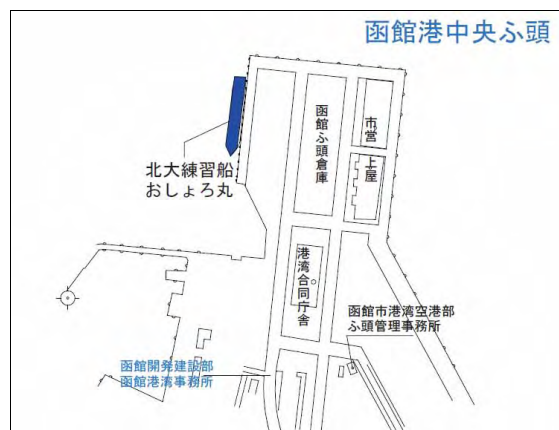 函館港中央ふ頭
函館ふ頭倉庫
市営
上屋
北大練習船
おしょろ丸
港湾合同庁舎
函館市港湾空港部
ふ頭管理事務所
函館開発建設部
函館港湾事務所